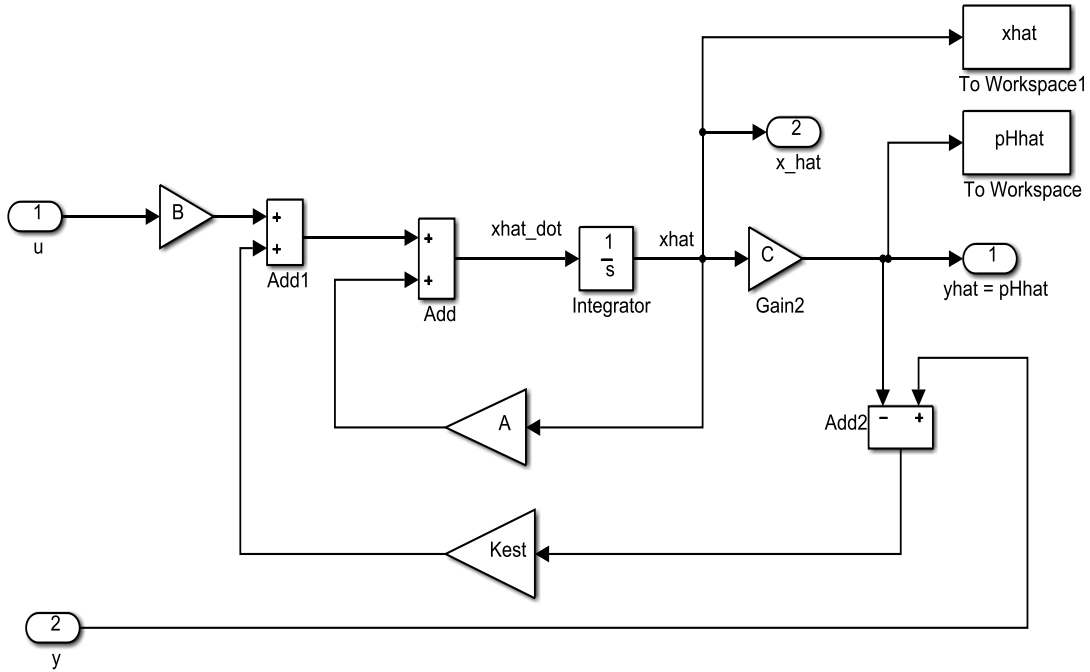 xhat
To Workspace1
2
x_hat
pHhat
To Workspace
1
u
B
+
+
Add1
+
+
Add
xhat_dot
1
s
Integrator
xhat
C
Gain2
1
yhat = pHhat
A
Add2
- +
Kest
2
y